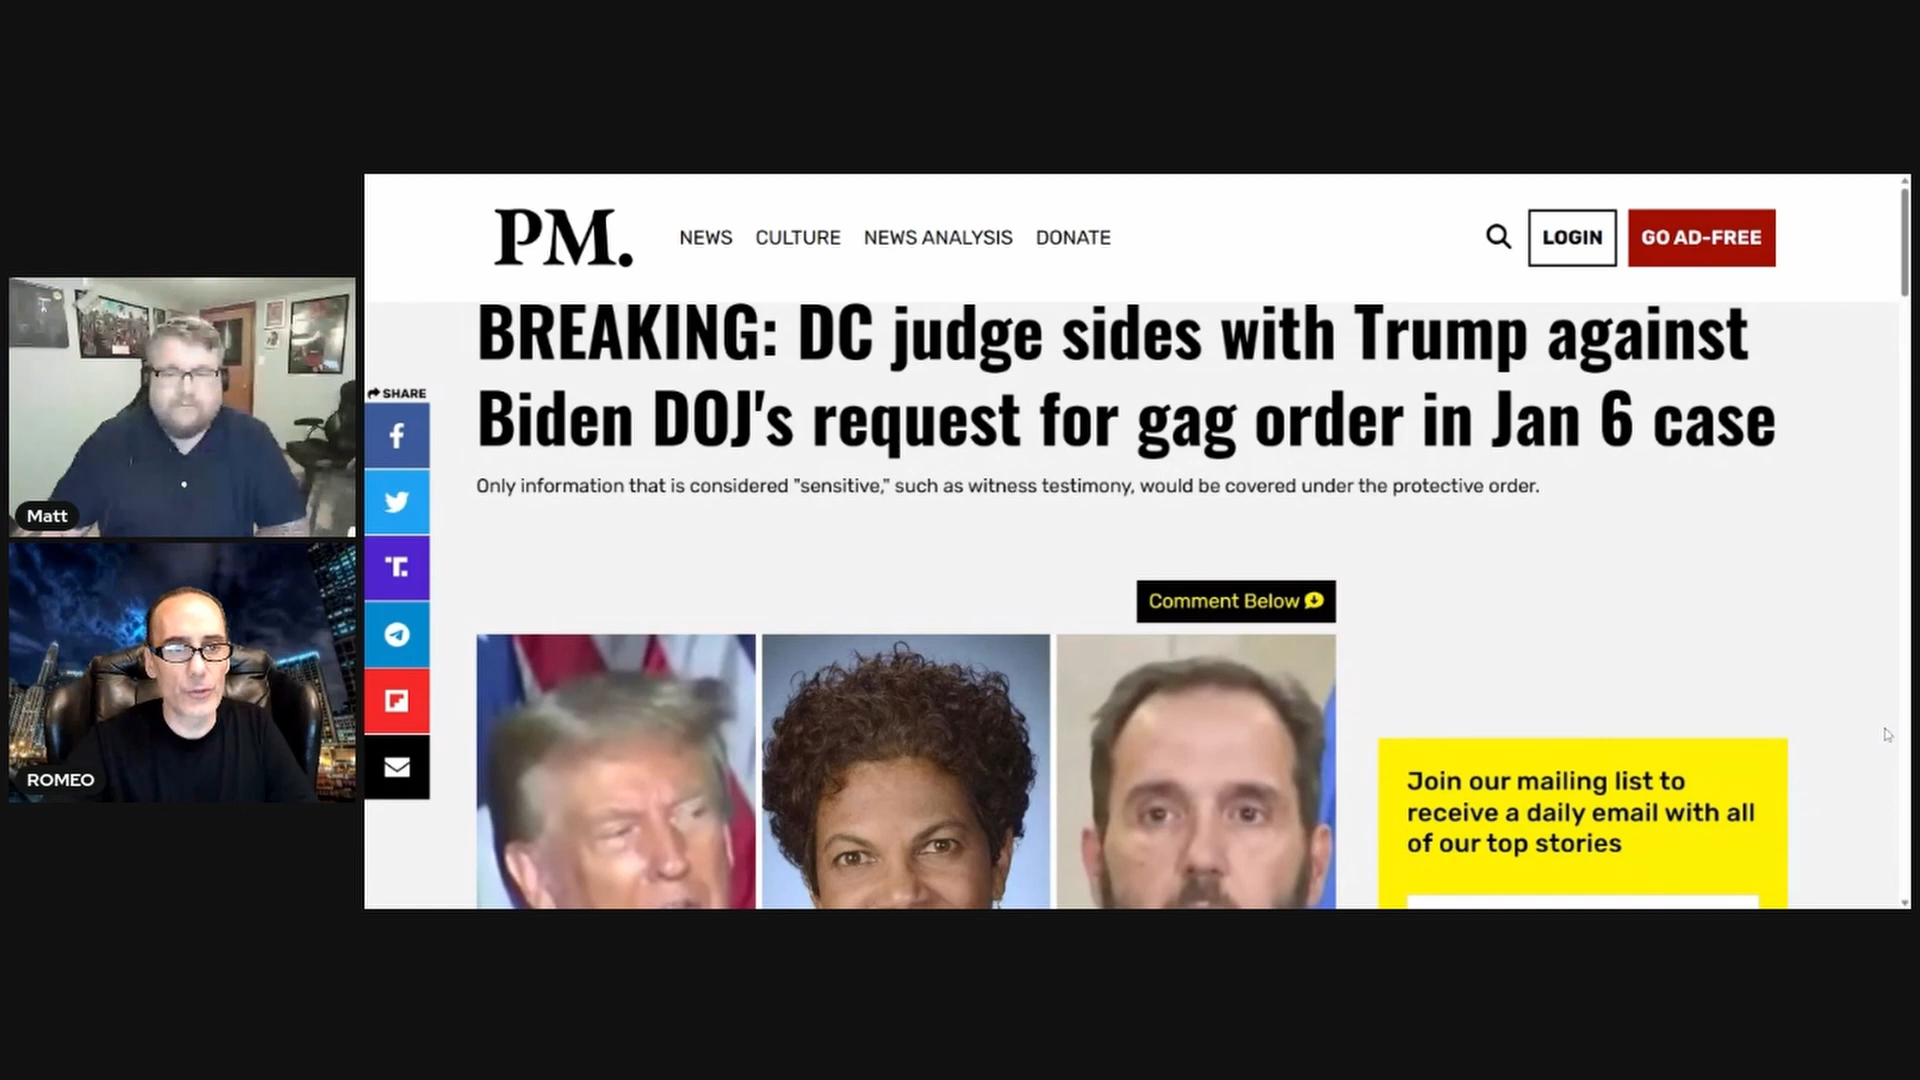 PM.
NEWS CULTURE NEWS ANALYSIS DONATE
LOGIN
GO AD-FREE
BREAKING: DC judge sides with Trump against
Biden DOJ's request for gag order in Jan 6 case
Only information that is considered "sensitive," such as witness testimony, would be covered under the protective order.
SHARE
f
T.
Comment Below
Join our mailing list to
receive a daily email with all
of our top stories
Matt
ROMEO